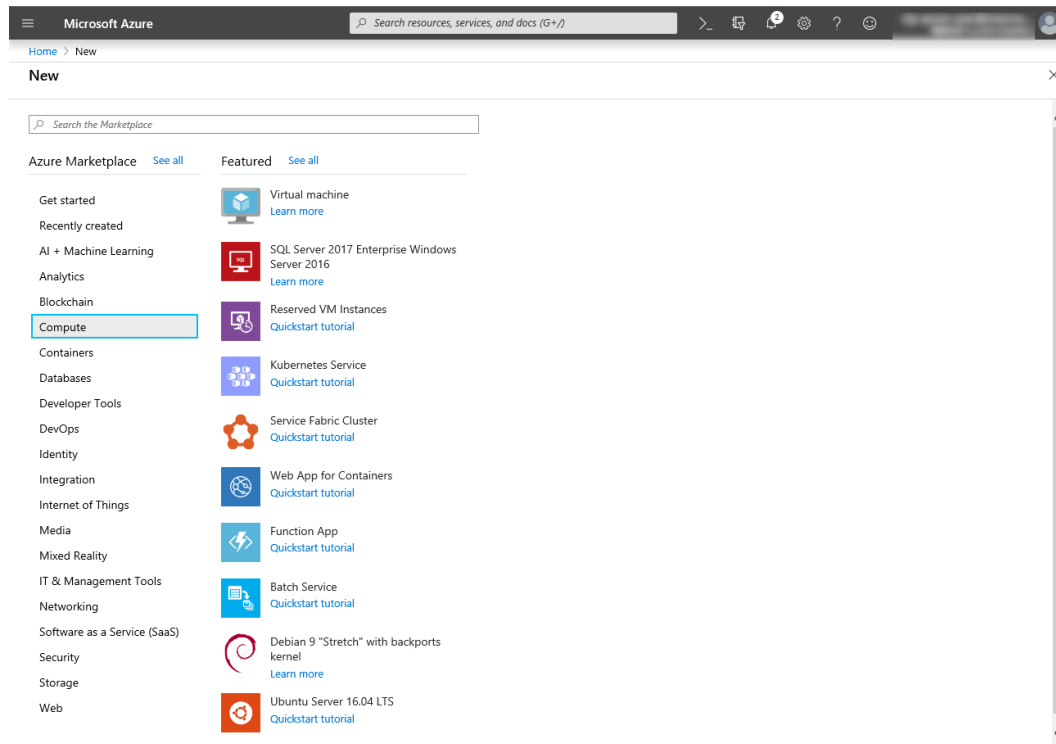 Microsoft Azure
Search resources, services, and docs (G+/)
2
Home > New
New
Search the Marketplace
Azure Marketplace See all
Get started
Recently created
AI + Machine Learning
Analytics
Blockchain
Compute
Containers
Databases
Developer Tools
DevOps
Identity
Integration
Internet of Things
Media
Mixed Reality
IT & Management Tools
Networking
Software as a Service (SaaS)
Security
Storage
Web
Featured See all
Virtual machine
Learn more
SQL
SQL Server 2017 Enterprise Windows
Server 2016
Learn more
Reserved VM Instances
Quickstart tutorial
Kubernetes Service
Quickstart tutorial
Service Fabric Cluster
Quickstart tutorial
Web App for Containers
Quickstart tutorial
Function App
Quickstart tutorial
Batch Service
Quickstart tutorial
Debian 9 "Stretch" with backports
kernel
Learn more
Ubuntu Server 16.04 LTS
Quickstart tutorial